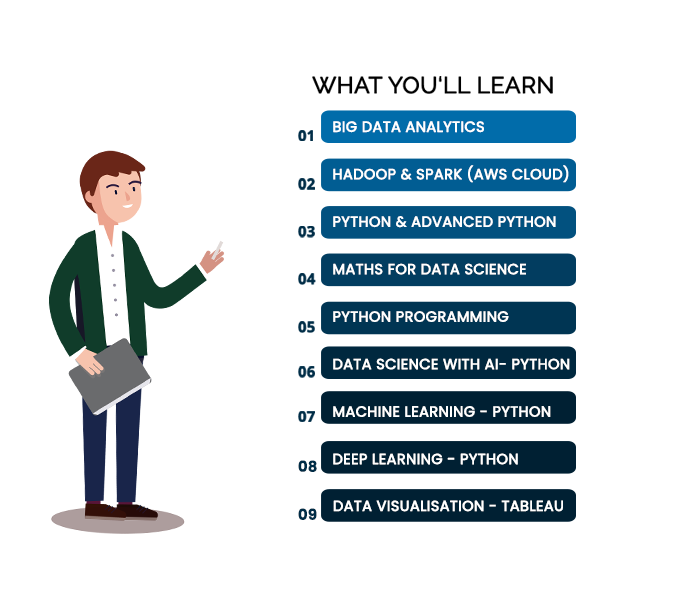 WHAT YOU'LL LEARN
01 BIG DATA ANALYTICS
02 HADOOP & SPARK (AWS CLOUD)
03 PYTHON & ADVANCED PYTHON
04 MATHS FOR DATA SCIENCE
05 PYTHON PROGRAMMING
06 DATA SCIENCE WITH AI- PYTHON
07 MACHINE LEARNING - PYTHON
08 DEEP LEARNING - PYTHON
09 DATA VISUALISATION - TABLEAU